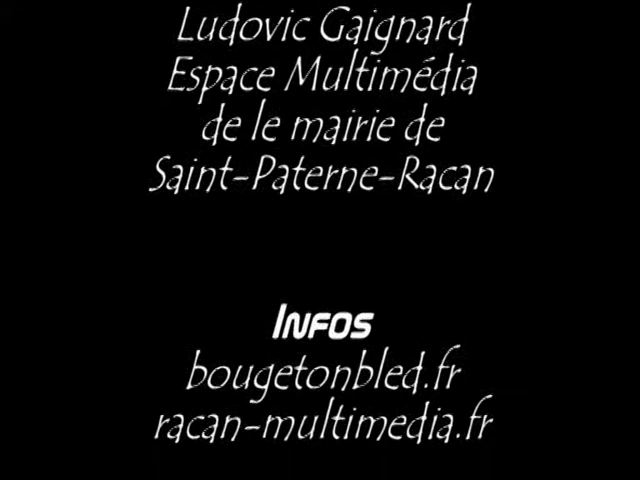 Ludovic Gaignard
Espace Multimédia
de le mairie de
Saint-Paterne-Racan
Infos
bougetonbled.fr
racan-multimedia.fr